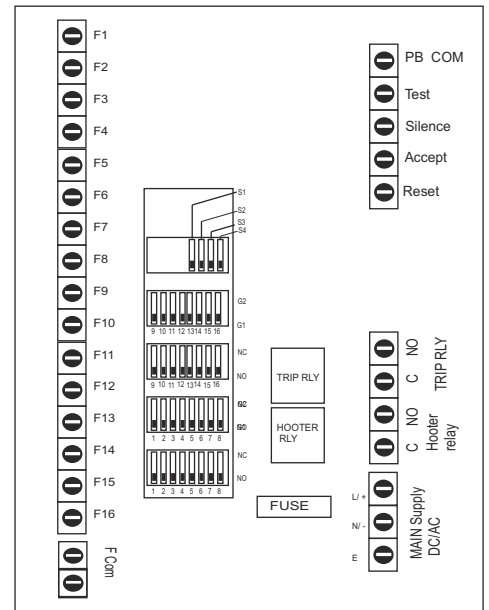 F1
F2
F3
F4
F5
F6
F7
F8
F9
F10
F11
F12
F13
F14
F15
F16
F Com
S1
S2
S3
S4
G2
G1
9 10 11 12 13 14 15 16
NC
NO
9 10 11 12 13 14 15 16
1 2 3 4 5 6 7 8
NC
NO
1 2 3 4 5 6 7 8
TRIP RLY
HOOTER
RLY
FUSE
PB COM
Test
Silence
Accept
Reset
NO
C
TRIP RLY
NO
C
Hooter
relay
L/ +
N/ -
E
MAIN Supply
DC/AC